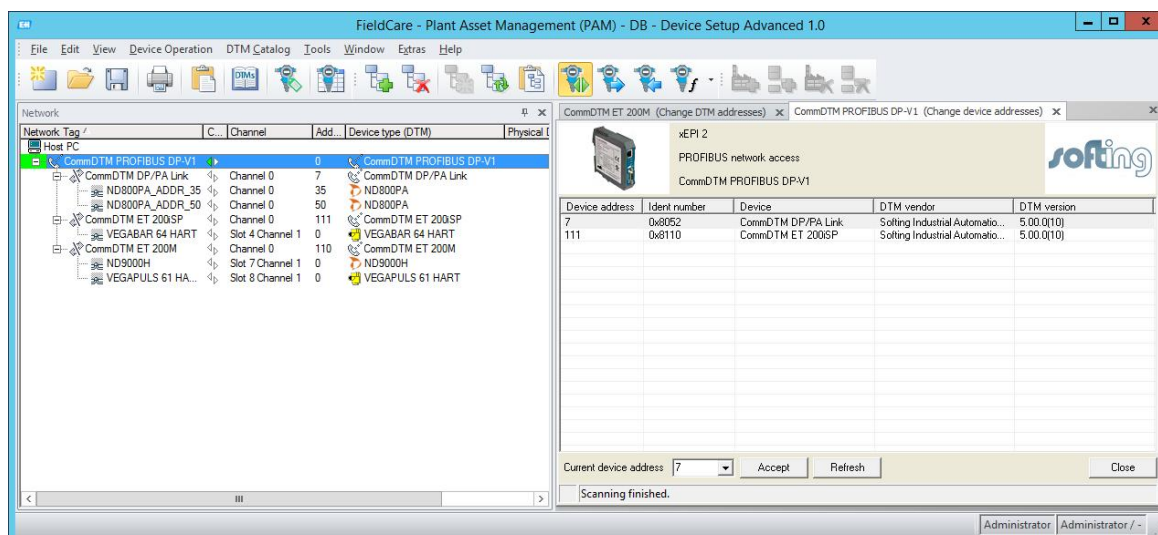 FieldCare - Plant Asset Management (PAM) - DB - Device Setup Advanced 1.0
File Edit View Device Operation DTM Catalog Tools Window Extras Help
DTMs
Network
Network Tag C... Channel Add... Device type (DTM) Physical D
Host PC
CommDTM PROFIBUS DP-V1 0 CommDTM PROFIBUS DP-V1
CommDTM DP/PA Link Channel 0 7 CommDTM DP/PA Link
ND800PA_ADDR_35 Channel 0 35 ND800PA
ND800PA_ADDR_50 Channel 0 50 ND800PA
CommDTM ET 200iSP Channel 0 111 CommDTM ET 200iSP
VEGABAR 64 HART Slot 4 Channel 1 0 VEGABAR 64 HART
CommDTM ET 200M Channel 0 110 CommDTM ET 200M
ND9000H Slot 7 Channel 1 0 ND9000H
VEGAPULS 61 HA... Slot 8 Channel 1 0 VEGAPULS 61 HART
CommDTM ET 200M (Change DTM addresses) x CommDTM PROFIBUS DP-V1 (Change device addresses) x
xEPI 2
PROFIBUS network access
CommDTM PROFIBUS DP-V1
softing
Device address Ident number Device DTM vendor DTM version
7 0x8052 CommDTM DP/PA Link Softing Industrial Automatio... 5.00.0(10)
111 0x8110 CommDTM ET 200iSP Softing Industrial Automatio... 5.00.0(10)
Current device address 7 Accept Refresh Close
Scanning finished.
Administrator Administrator / -